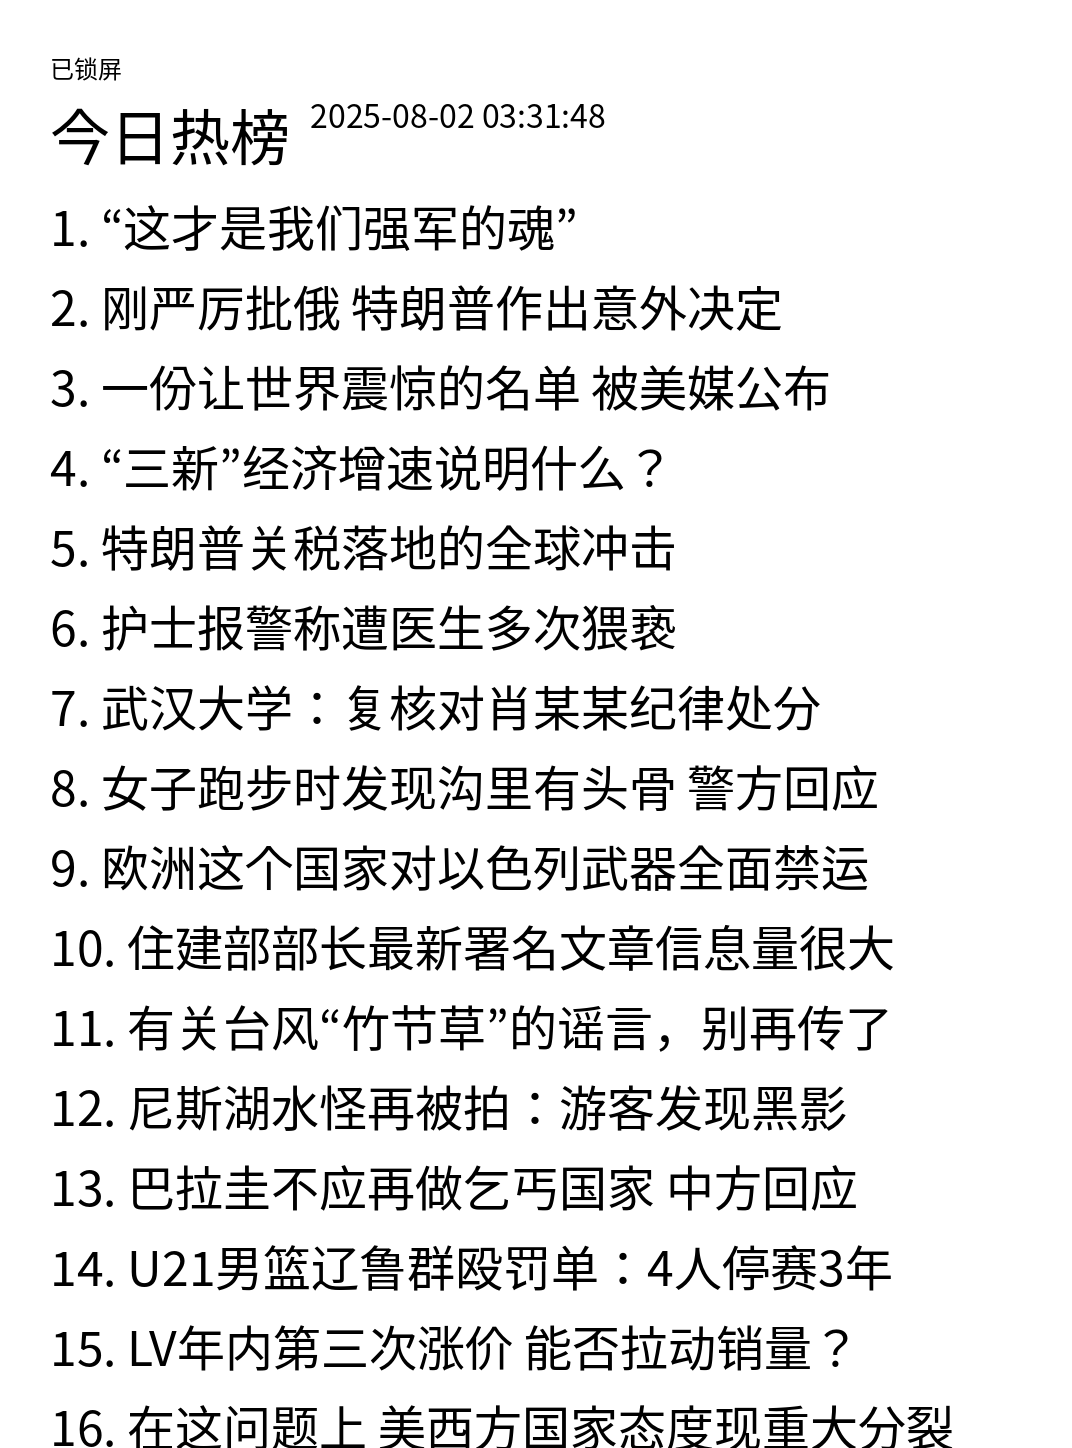 已锁屏
今日热榜 2025-08-02 03:31:48
1. “这才是我们强军的魂”
2. 刚严厉批俄 特朗普作出意外决定
3. 一份让世界震惊的名单 被美媒公布
4. “三新”经济增速说明什么？
5. 特朗普关税落地的全球冲击
6. 护士报警称遭医生多次猥亵
7. 武汉大学：复核对肖某某纪律处分
8. 女子跑步时发现沟里有头骨 警方回应
9. 欧洲这个国家对以色列武器全面禁运
10. 住建部部长最新署名文章信息量很大
11. 有关台风“竹节草”的谣言，别再传了
12. 尼斯湖水怪再被拍：游客发现黑影
13. 巴拉圭不应再做乞丐国家 中方回应
14. U21男篮辽鲁群殴罚单：4人停赛3年
15. LV年内第三次涨价 能否拉动销量？
16. 在这问题上 美西方国家态度现重大分裂